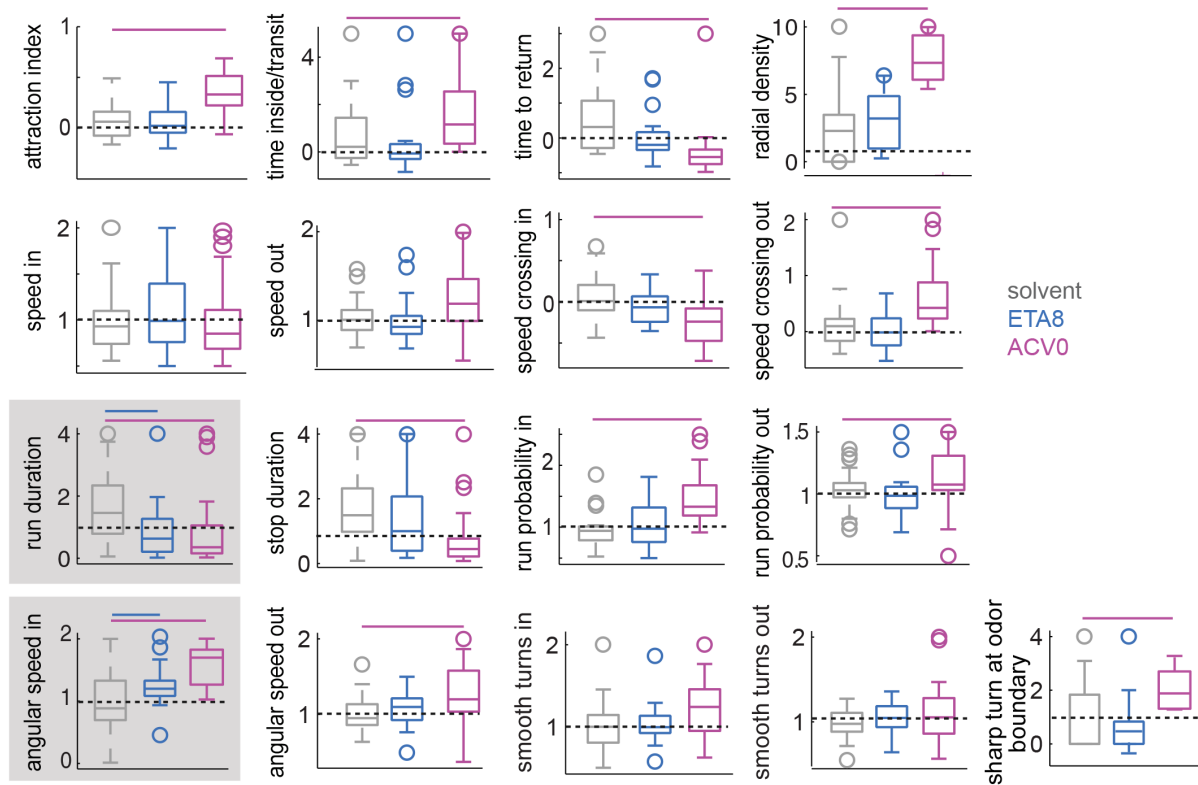 attraction index
1
0
time inside/transit
4
0
time to return
2
0
radial density
10
5
0
speed in
2
1
speed out
2
1
speed crossing in
1
0
speed crossing out
2
1
0
solvent
ETA8
ACV0
run duration
4
2
0
stop duration
4
2
0
run probability in
2
1
run probability out
1.5
1
0.5
angular speed in
2
1
0
angular speed out
2
1
smooth turns in
2
1
smooth turns out
2
1
sharp turn at odor
boundary
4
2
0